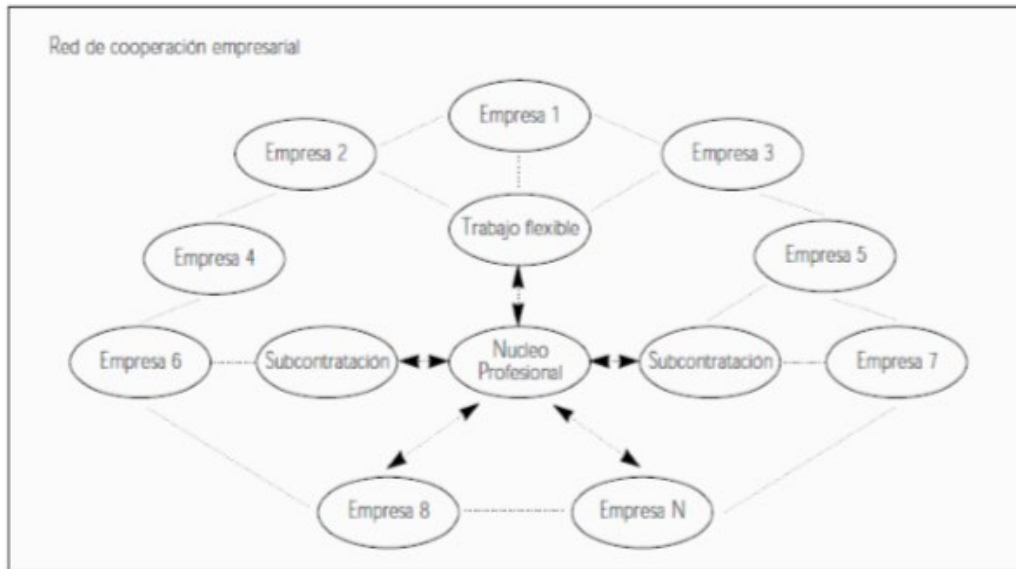 Red de cooperación empresarial
Empresa 1
Empresa 2
Empresa 3
Trabajo flexible
Empresa 4
Empresa 5
Empresa 6
Subcontratación
Nucleo
Profesional
Subcontratación
Empresa 7
Empresa 8
Empresa N